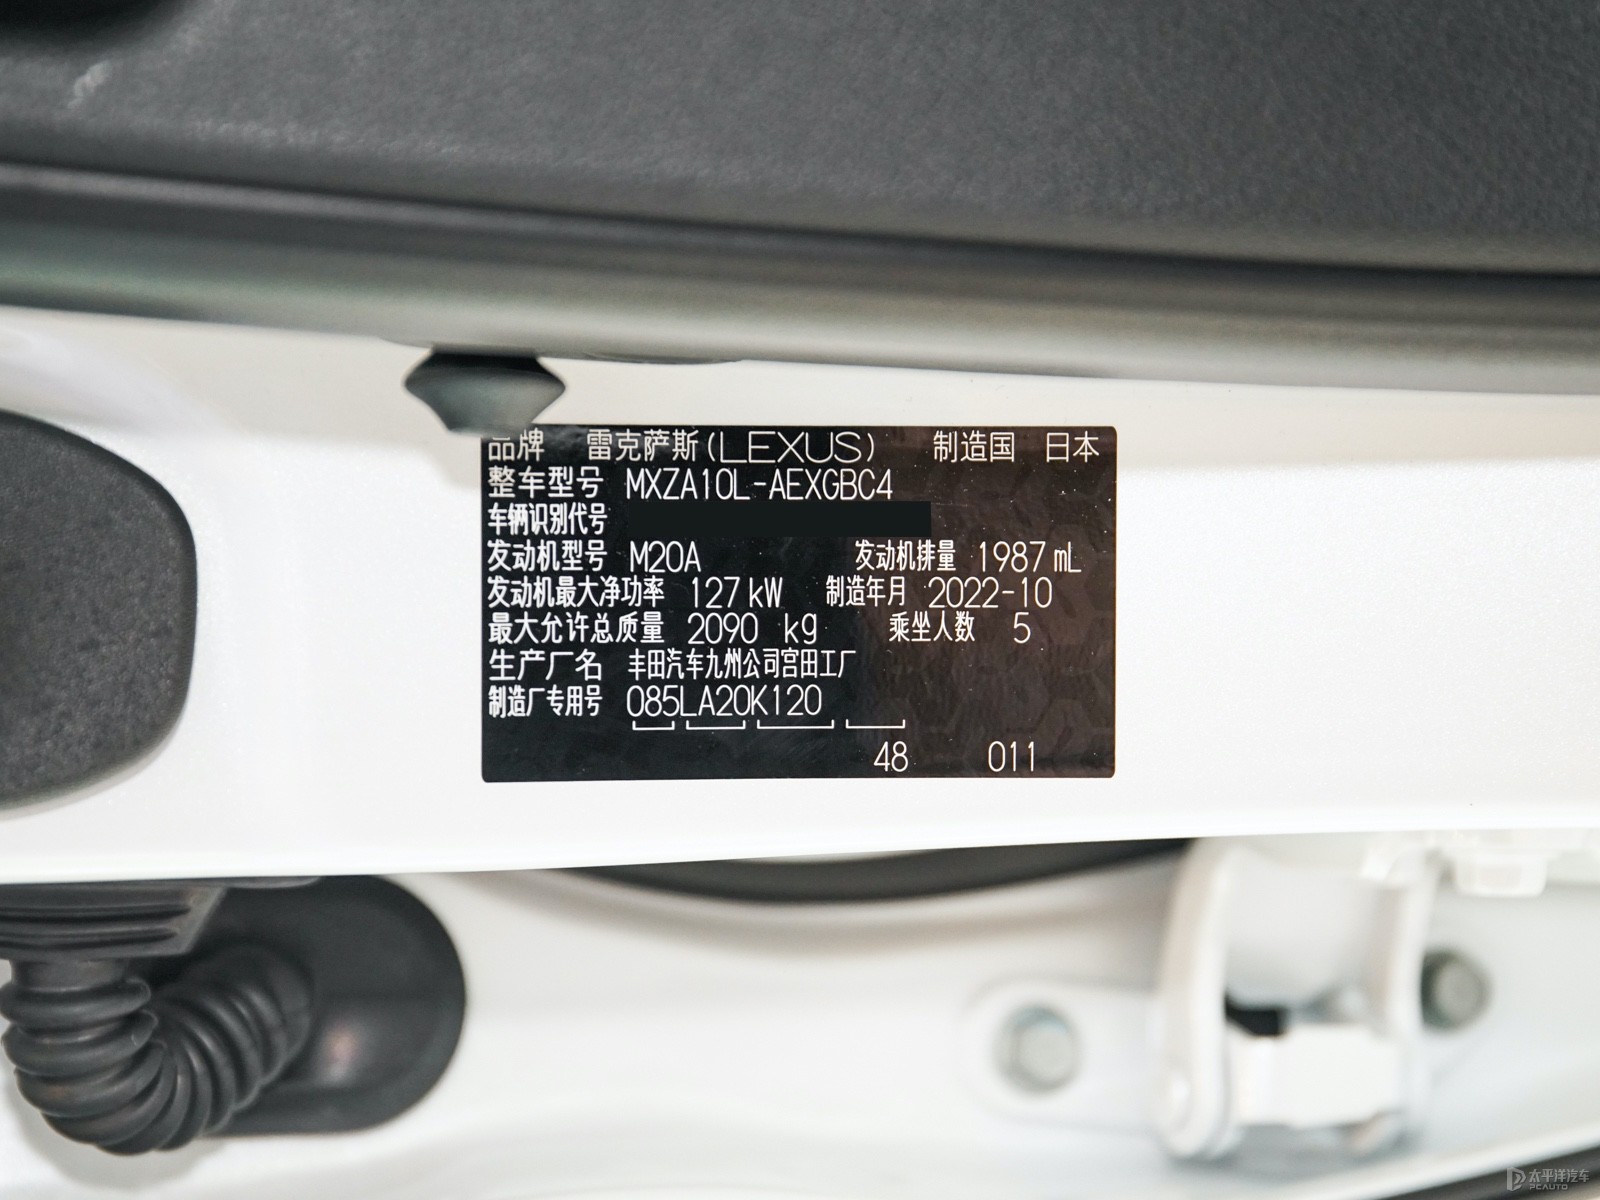 品牌 雷克萨斯(LEXUS) 制造国 日本
整车型号 MXZA10L-AEXGBC4
车辆识别代号
发动机型号 M20A 发动机排量 1987 mL
发动机最大净功率 127 kW 制造年月 2022-10
最大允许总质量 2090 kg 乘坐人数 5
生产厂名 丰田汽车九州公司宫田工厂
制造厂专用号 085LA20K120
48 011
太平洋汽车
PCAUTO